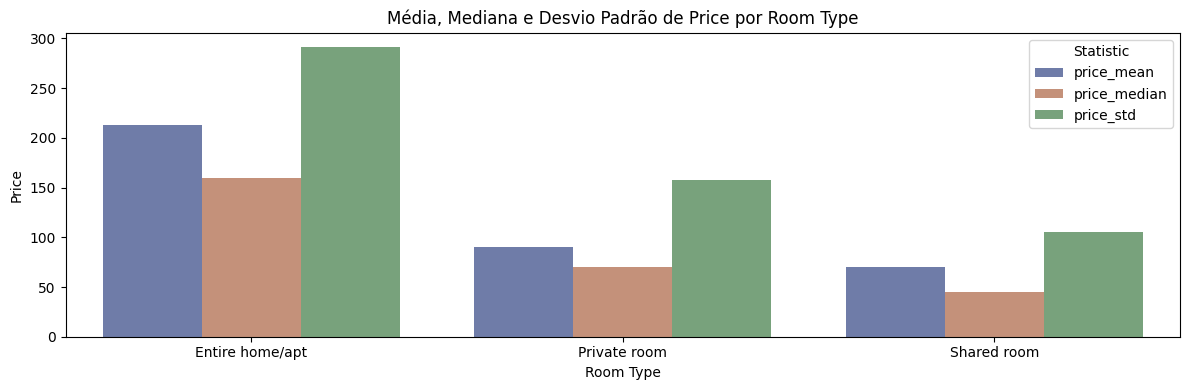 Média, Mediana e Desvio Padrão de Price por Room Type
Price
300
250
200
150
100
50
0
Statistic
price_mean
price_median
price_std
Entire home/apt
Private room
Shared room
Room Type